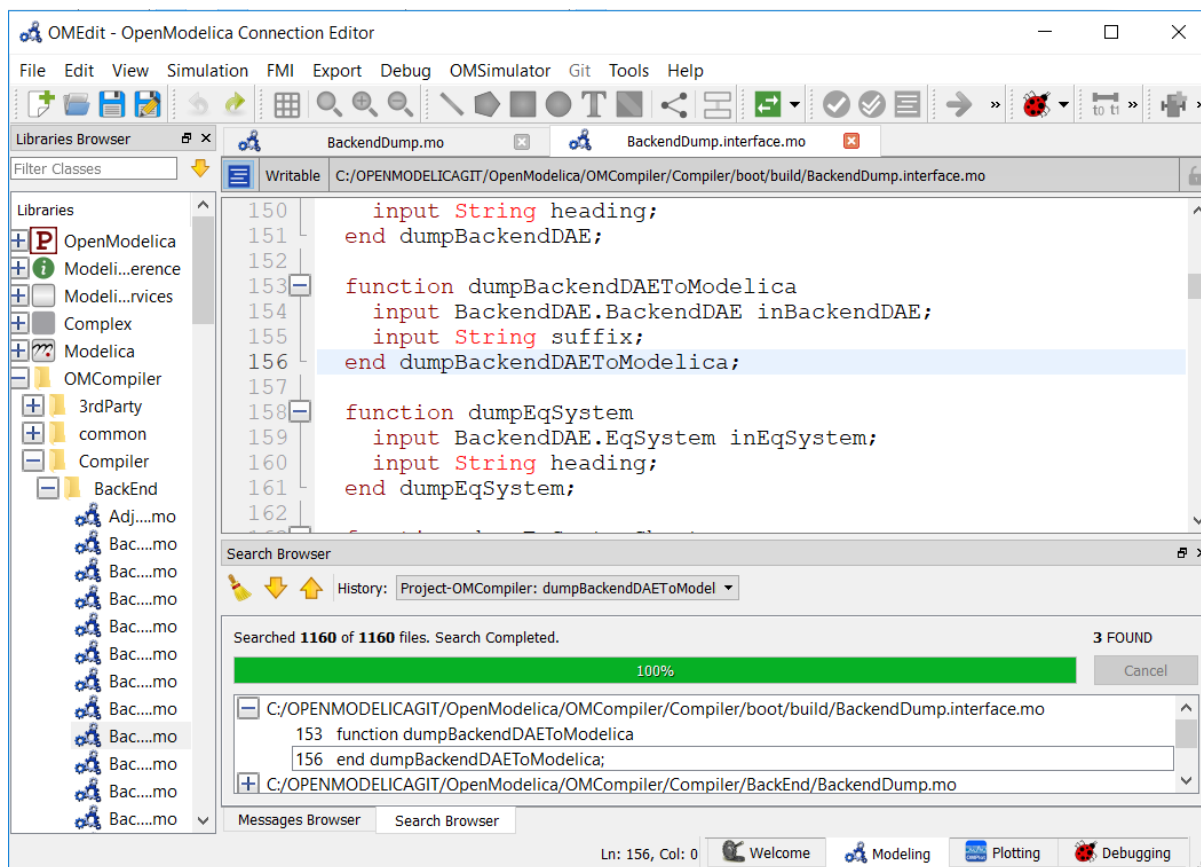 OMEdit - OpenModelica Connection Editor
File Edit View Simulation FMI Export Debug OMSimulator Git Tools Help
T » to t1 »
Libraries Browser
BackendDump.mo BackendDump.interface.mo
Filter Classes
Writable C:/OPENMODELICAGIT/OpenModelica/OMCompiler/Compiler/boot/build/BackendDump.interface.mo
Libraries
P OpenModelica
i Modeli...erence
Modeli...rvices
Complex
Modelica
OMCompiler
3rdParty
common
Compiler
BackEnd
Adj....mo
Bac....mo
Bac....mo
Bac....mo
Bac....mo
Bac....mo
Bac....mo
Bac....mo
Bac....mo
Bac....mo
Bac....mo
Bac....mo
150 input String heading;
151 end dumpBackendDAE;
152
153 function dumpBackendDAEToModelica
154 input BackendDAE.BackendDAE inBackendDAE;
155 input String suffix;
156 end dumpBackendDAEToModelica;
157
158 function dumpEqSystem
159 input BackendDAE.EqSystem inEqSystem;
160 input String heading;
161 end dumpEqSystem;
162
Search Browser
History: Project-OMCompiler: dumpBackendDAEToModel
Searched 1160 of 1160 files. Search Completed. 3 FOUND
100% Cancel
C:/OPENMODELICAGIT/OpenModelica/OMCompiler/Compiler/boot/build/BackendDump.interface.mo
153 function dumpBackendDAEToModelica
156 end dumpBackendDAEToModelica;
C:/OPENMODELICAGIT/OpenModelica/OMCompiler/Compiler/BackEnd/BackendDump.mo
Messages Browser Search Browser
Ln: 156, Col: 0 Welcome Modeling Plotting Debugging